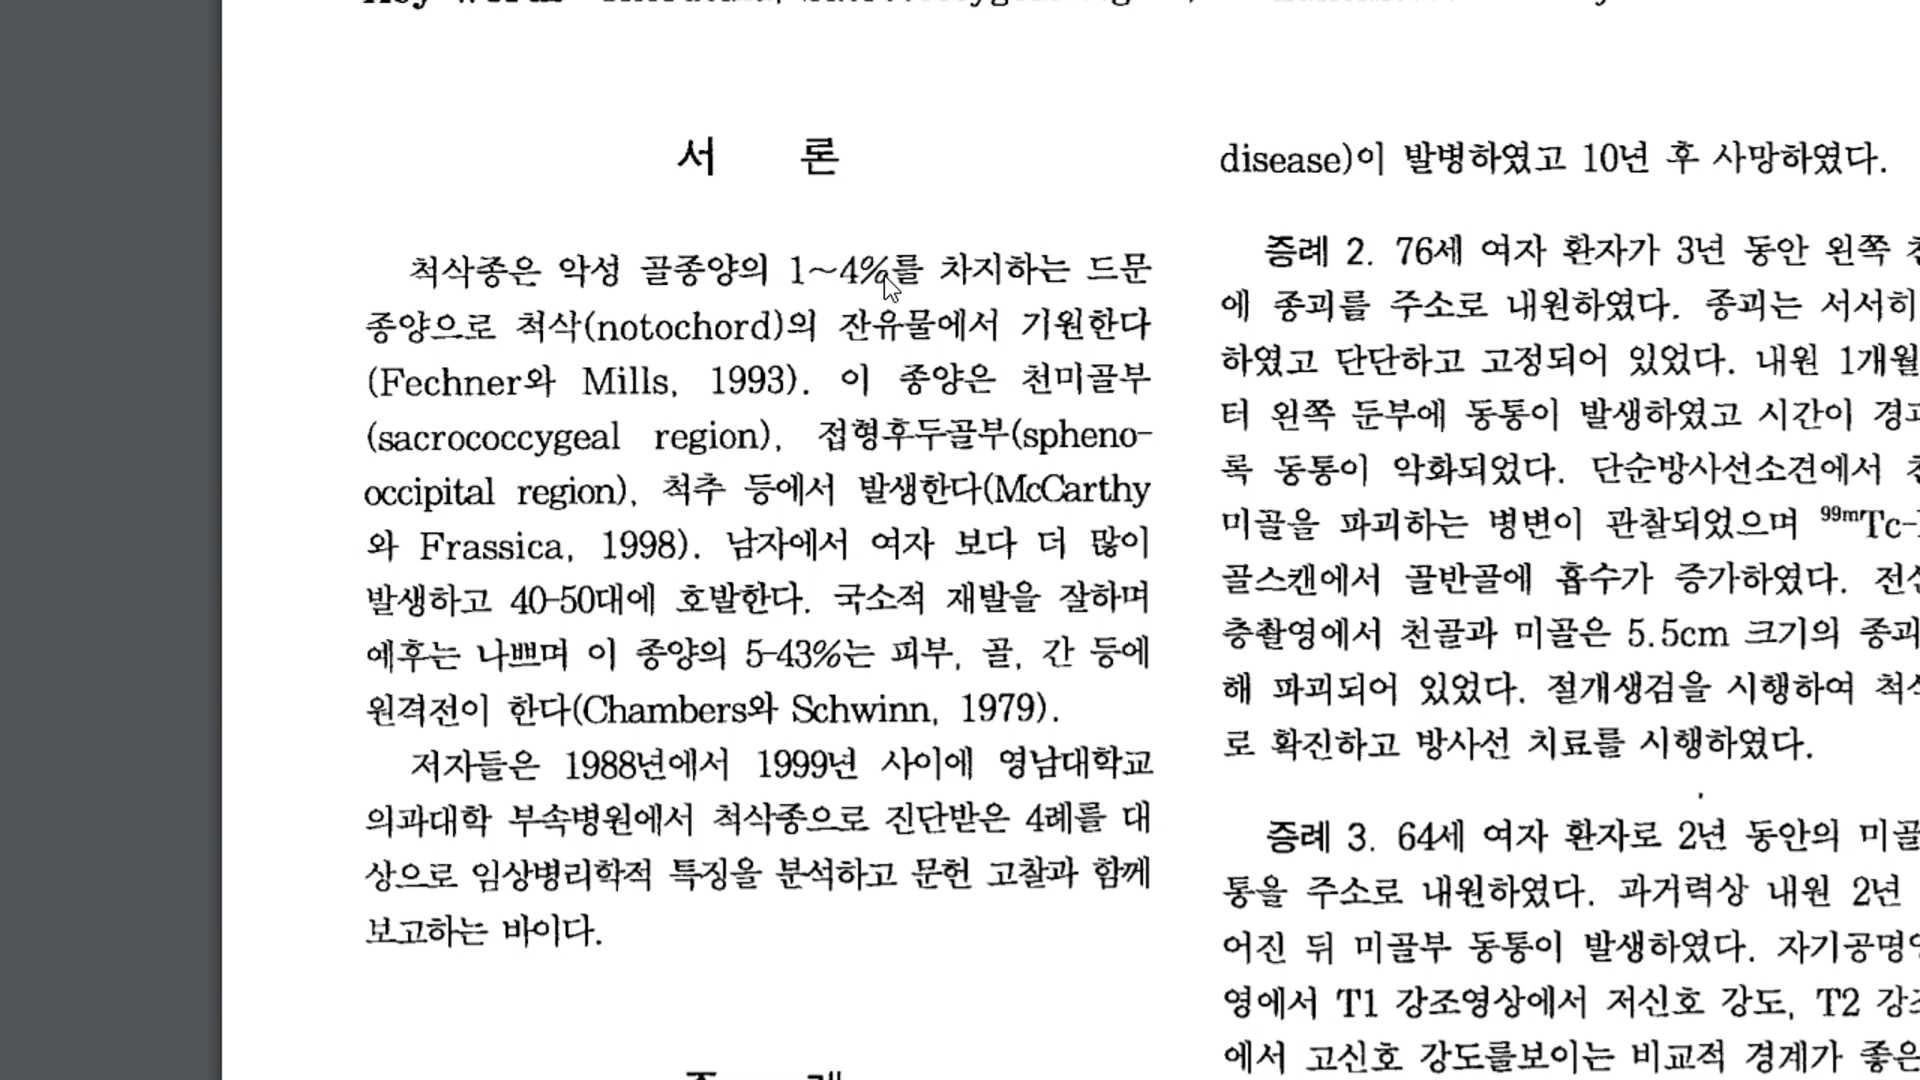 서 론
척삭종은 악성 골종양의 1~4%를 차지하는 드문
종양으로 척삭(notochord)의 잔유물에서 기원한다
(Fechner와 Mills, 1993). 이 종양은 천미골부
(sacrococcygeal region), 접형후두골부(spheno-
occipital region), 척추 등에서 발생한다(McCarthy
와 Frassica, 1998). 남자에서 여자 보다 더 많이
발생하고 40-50대에 호발한다. 국소적 재발을 잘하며
예후는 나쁘며 이 종양의 5-43%는 피부, 골, 간 등에
원격전이 한다(Chambers와 Schwinn, 1979).
저자들은 1988년에서 1999년 사이에 영남대학교
의과대학 부속병원에서 척삭종으로 진단받은 4례를 대
상으로 임상병리학적 특징을 분석하고 문헌 고찰과 함께
보고하는 바이다.
disease)이 발병하였고 10년 후 사망하였다.
증례 2. 76세 여자 환자가 3년 동안 왼쪽
에 종괴를 주소로 내원하였다. 종괴는 서서히
하였고 단단하고 고정되어 있었다. 내원 1개월
터 왼쪽 둔부에 동통이 발생하였고 시간이
록 동통이 악화되었다. 단순방사선소견에서
미골을 파괴하는 병변이 관찰되었으며 99mTc-
골스캔에서 골반골에 흡수가 증가하였다.
층촬영에서 천골과 미골은 5.5cm 크기의 종괴
해 파괴되어 있었다. 절개생검을 시행하여
로 확진하고 방사선 치료를 시행하였다.
증례 3. 64세 여자 환자로 2년 동안의 미골
통을 주소로 내원하였다. 과거력상 내원 2년
어진 뒤 미골부 동통이 발생하였다. 자기공명
영에서 T1 강조영상에서 저신호 강도, T2
에서 고신호 강도를보이는 비교적 경계가 좋은